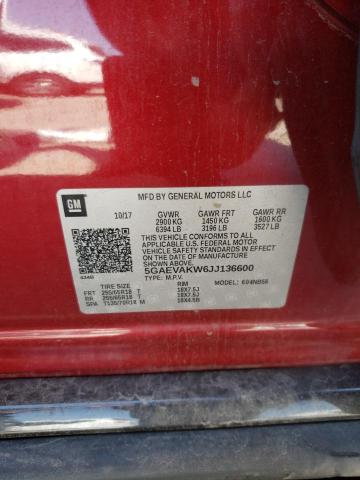 GM
MFD BY GENERAL MOTORS LLC
10/17 GVWR GAWR FRT GAWR RR
2900 KG 1450 KG 1600 KG
6394 LB 3196 LB 3527 LB
THIS VEHICLE CONFORMS TO ALL APPLICABLE U.S.
FEDERAL MOTOR VEHICLE SAFETY AND THEFT
PREVENTION STANDARDS IN EFFECT ON THE DATE OF
MANUFACTURE SHOWN ABOVE.
5GAEVAKW6JJ136600
TYPE: M.P.V. MODEL:
TIRE SIZE RIM
FRT 255/65R18 T 18X7.5J
RR 255/65R18 T 18X7.5J
SPA T135/70R18 M 18X4.5B